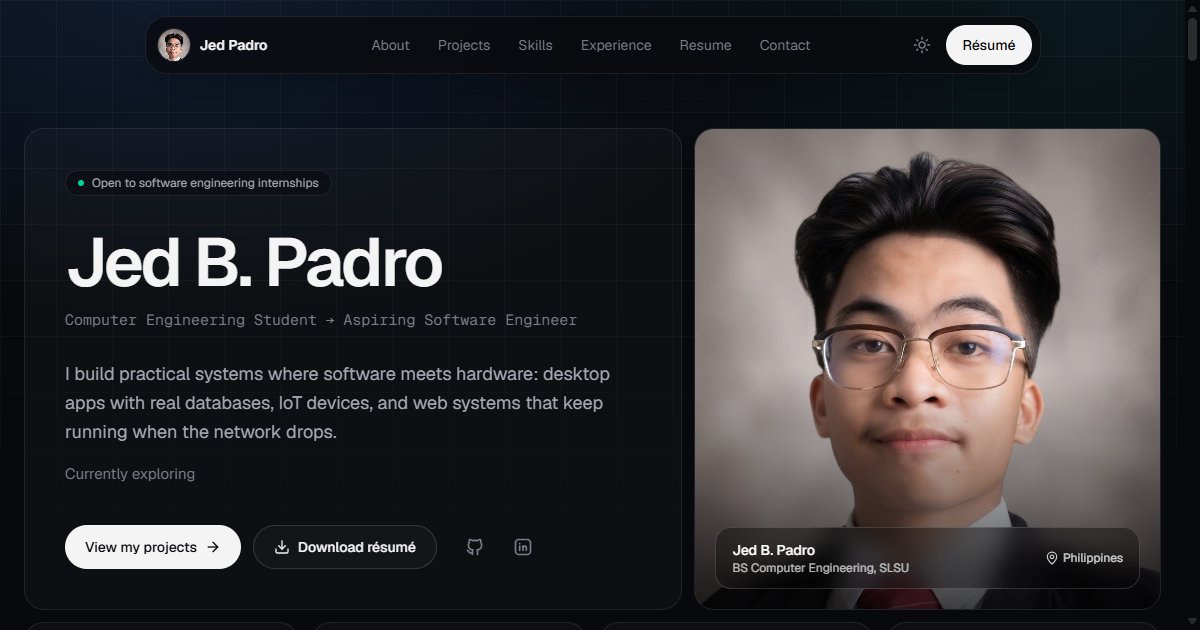 Jed Padro
About
Projects
Skills
Experience
Resume
Contact
Résumé
Open to software engineering internships
Jed B. Padro
Computer Engineering Student → Aspiring Software Engineer
I build practical systems where software meets hardware: desktop
apps with real databases, IoT devices, and web systems that keep
running when the network drops.
Currently exploring
View my projects →
Download résumé
in
Jed B. Padro
BS Computer Engineering, SLSU
Philippines